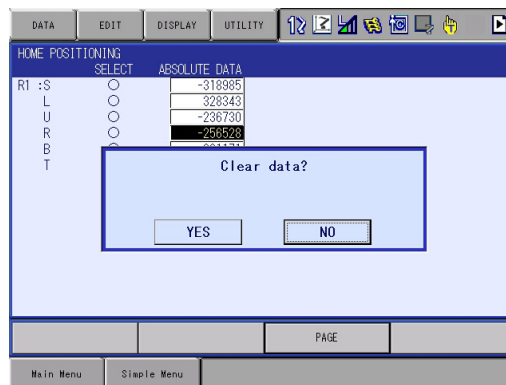 DATA EDIT DISPLAY UTILITY
HOME POSITIONING
SELECT ABSOLUTE DATA
R1 :S -318985
L 328343
U -236730
R -256528
B
T
Clear data?
YES NO
PAGE
Main Menu Simple Menu